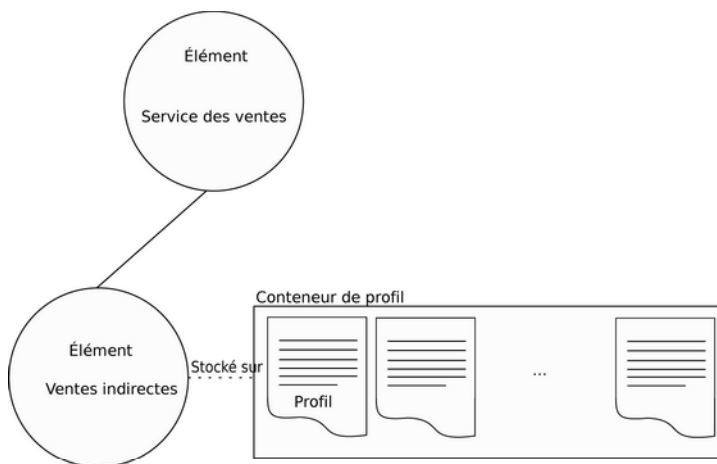 Élément
Service des ventes
Conteneur de profil
Élément
Stocké sur
Ventes indirectes
...
Profil